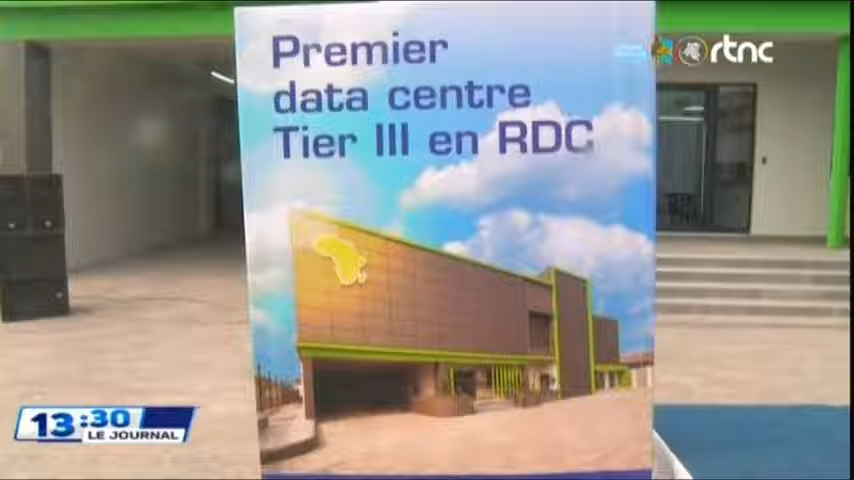 Premier
data centre
Tier III en RDC
rtnc
13:30
LE JOURNAL